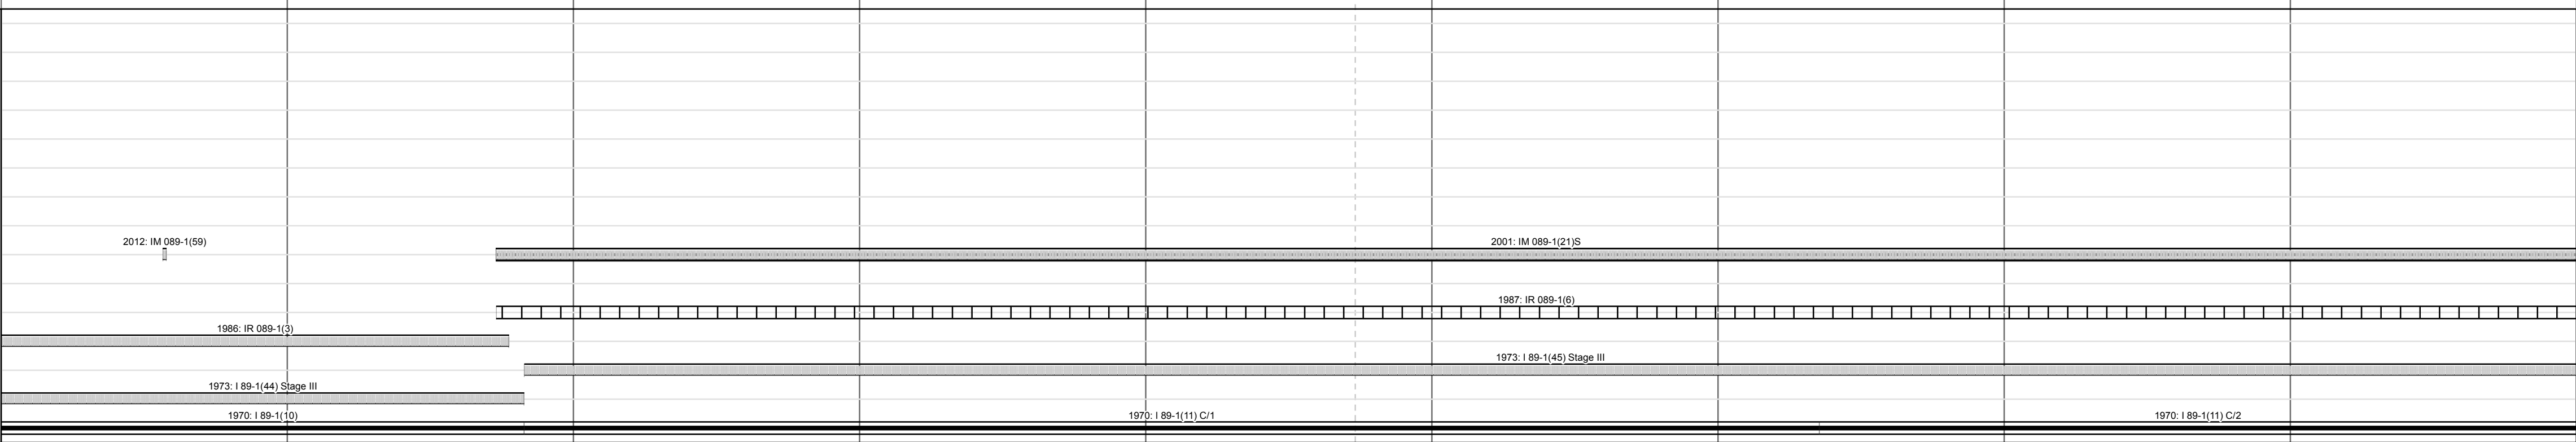 2012: IM 089-1(59)
2001: IM 089-1(21)S
1987: IR 089-1(6)
1986: IR 089-1(3)
1973: I 89-1(45) Stage III
1973: I 89-1(44) Stage III
1970: I 89-1(10)
1970: I 89-1(11) C/1
1970: I 89-1(11) C/2